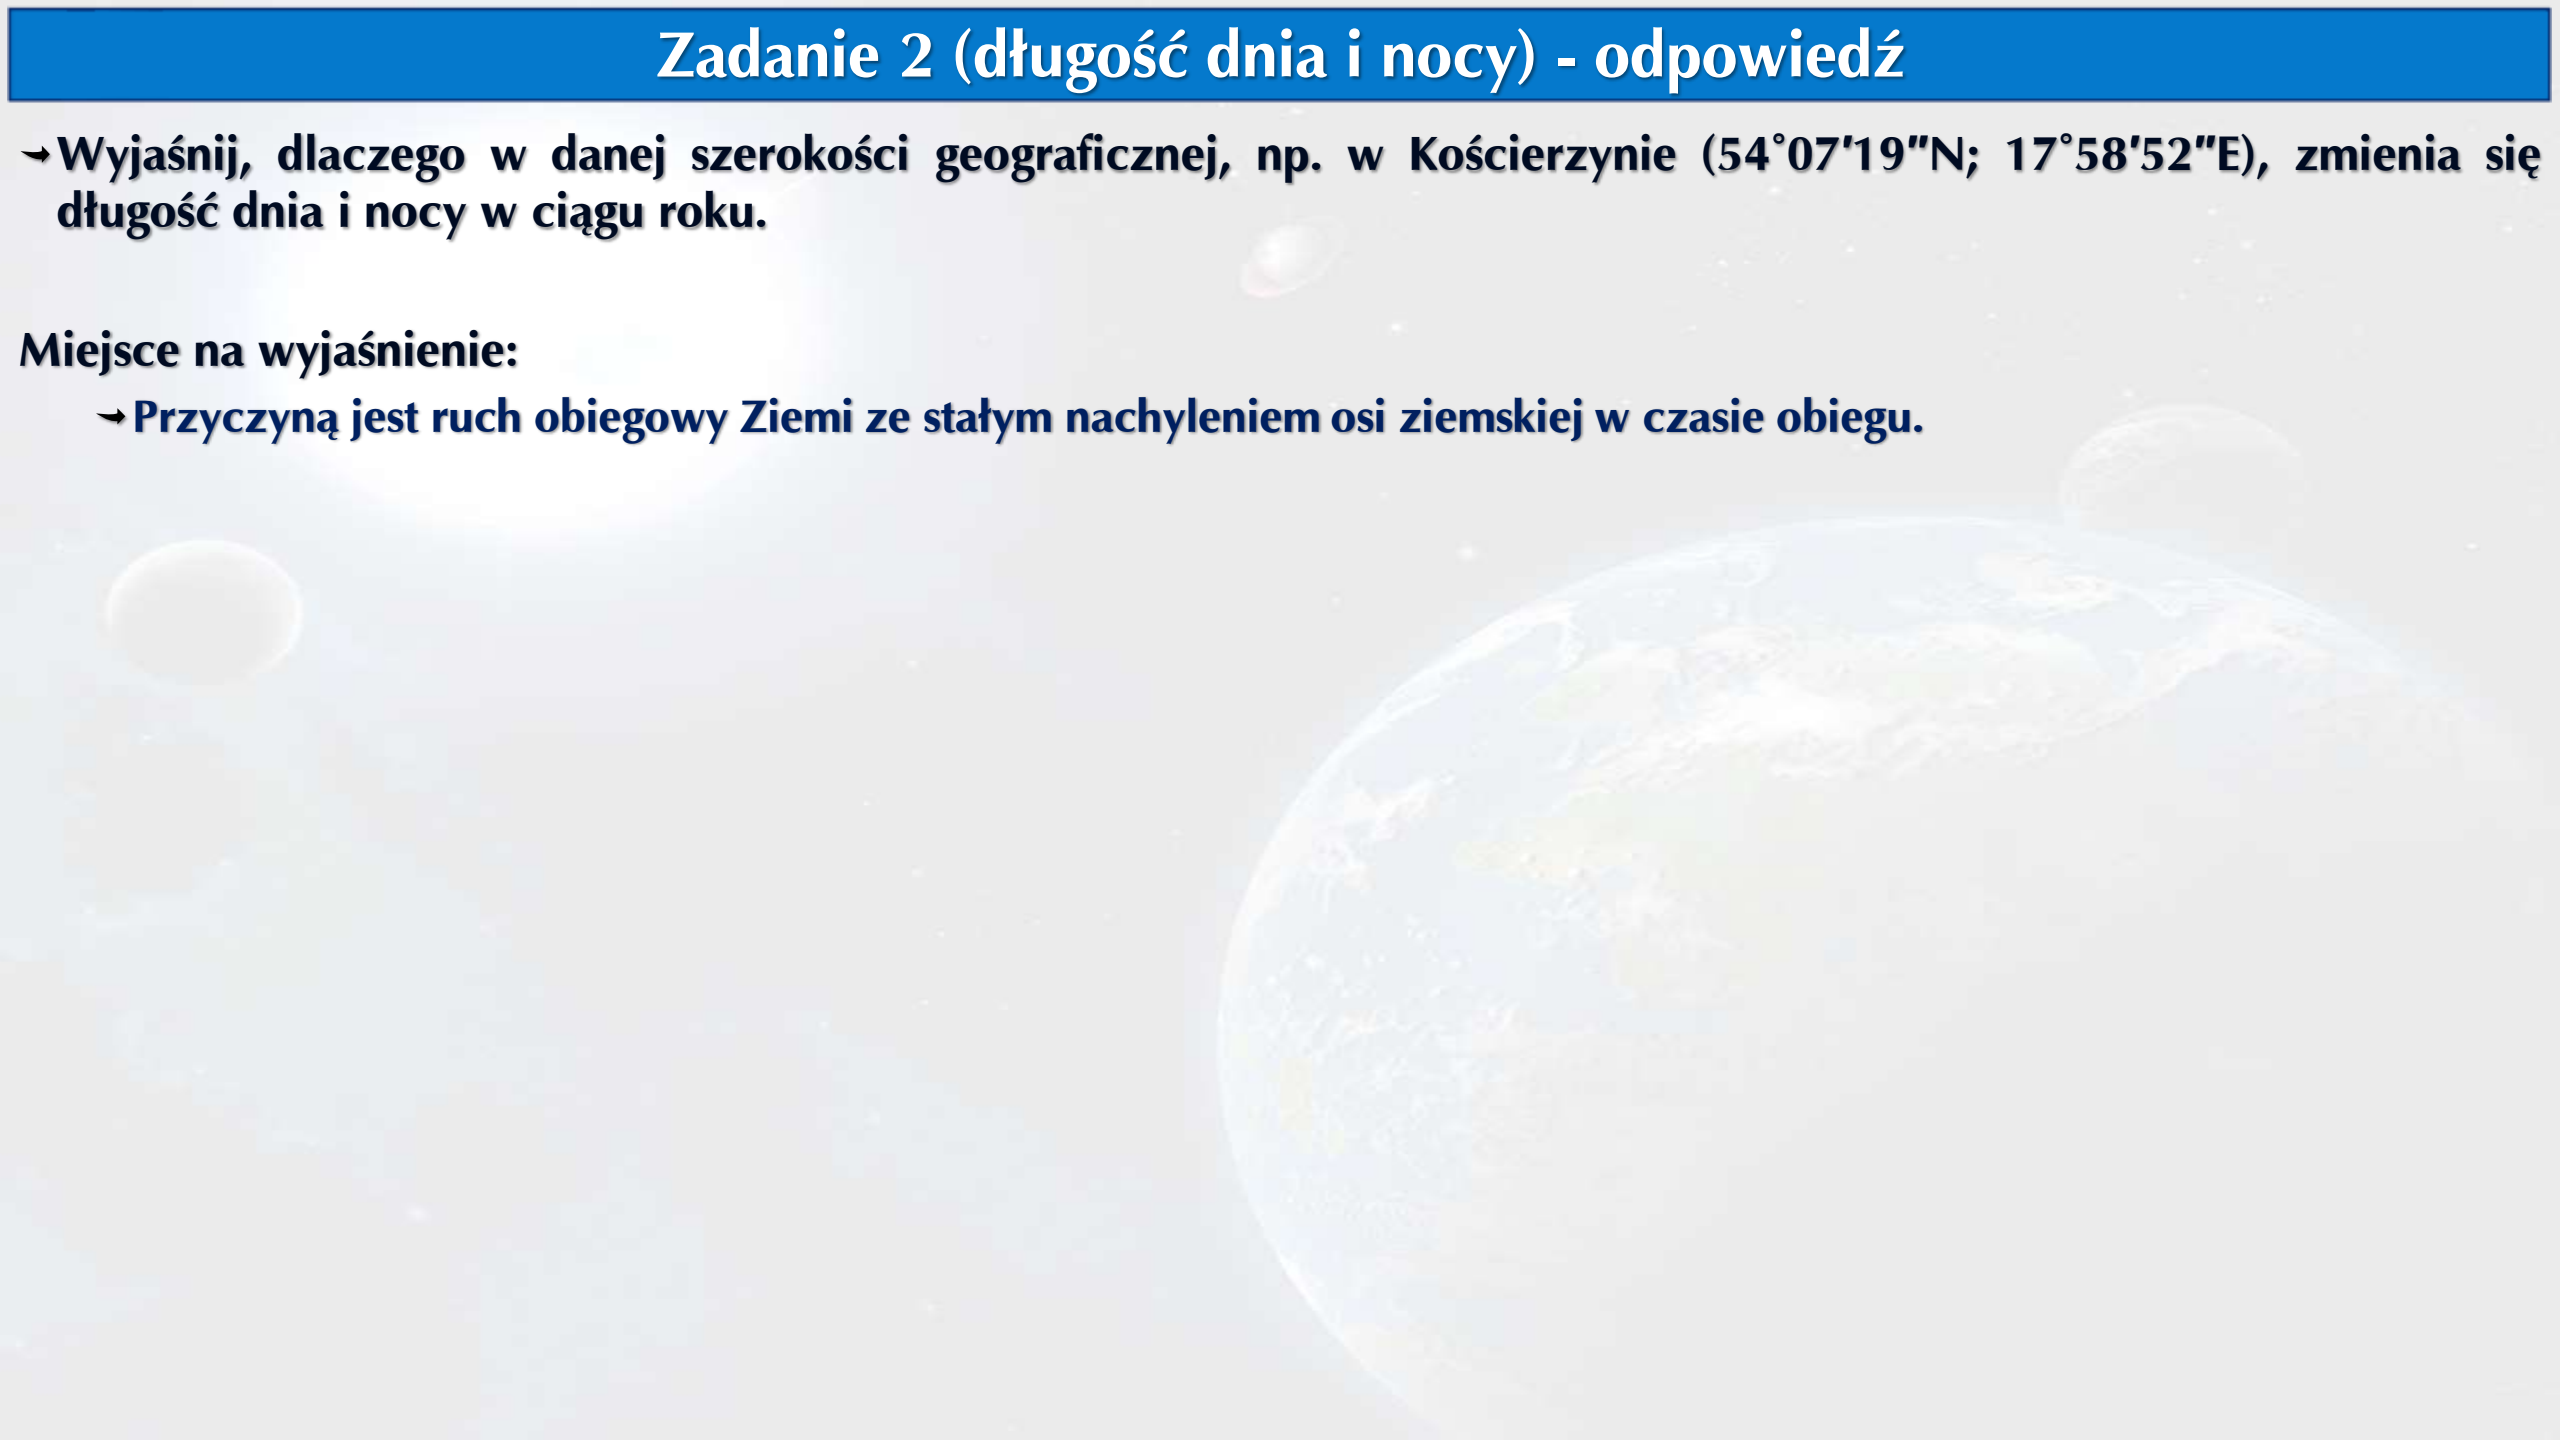 Zadanie 2 (długość dnia i nocy) - odpowiedź
Wyjaśnij, dlaczego w danej szerokości geograficznej, np. w Kościerzynie (54°07′19″N; 17°58′52″E), zmienia się
długość dnia i nocy w ciągu roku.
Miejsce na wyjaśnienie:
Przyczyną jest ruch obiegowy Ziemi ze stałym nachyleniem osi ziemskiej w czasie obiegu.